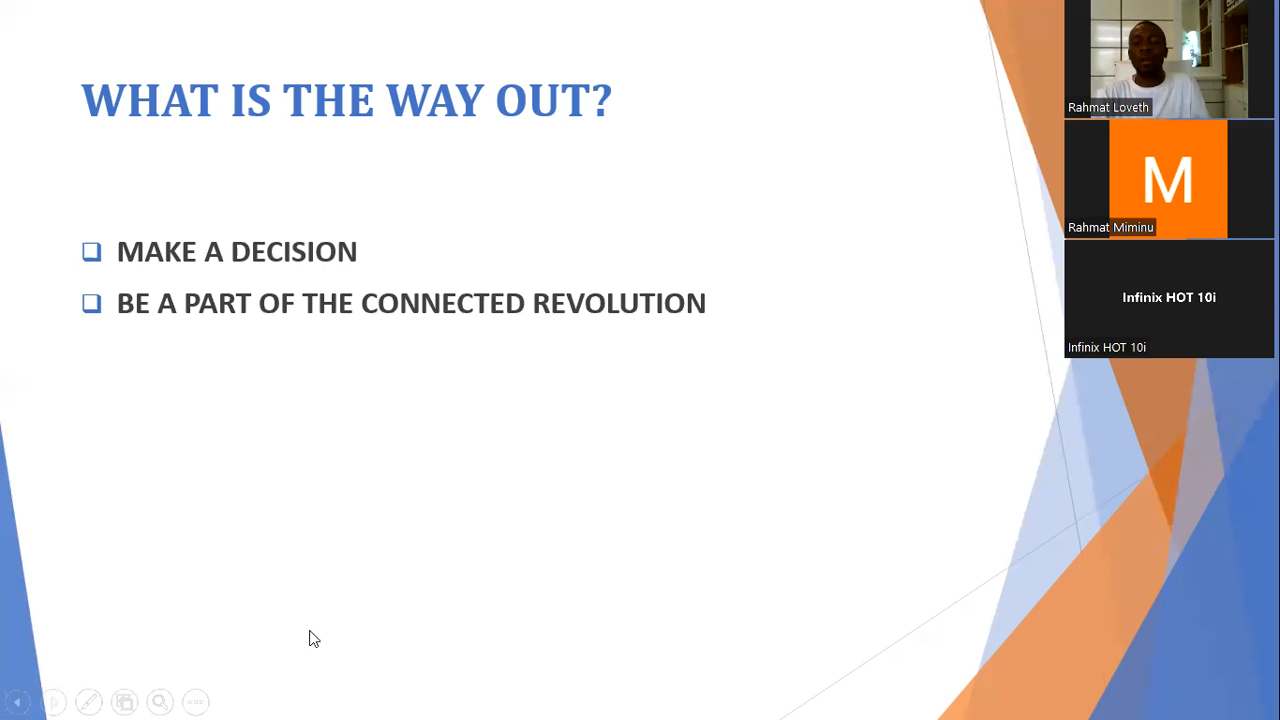 WHAT IS THE WAY OUT?
MAKE A DECISION
BE A PART OF THE CONNECTED REVOLUTION
Rahmat Loveth
M
Rahmat Miminu
Infinix HOT 10i
Infinix HOT 10i